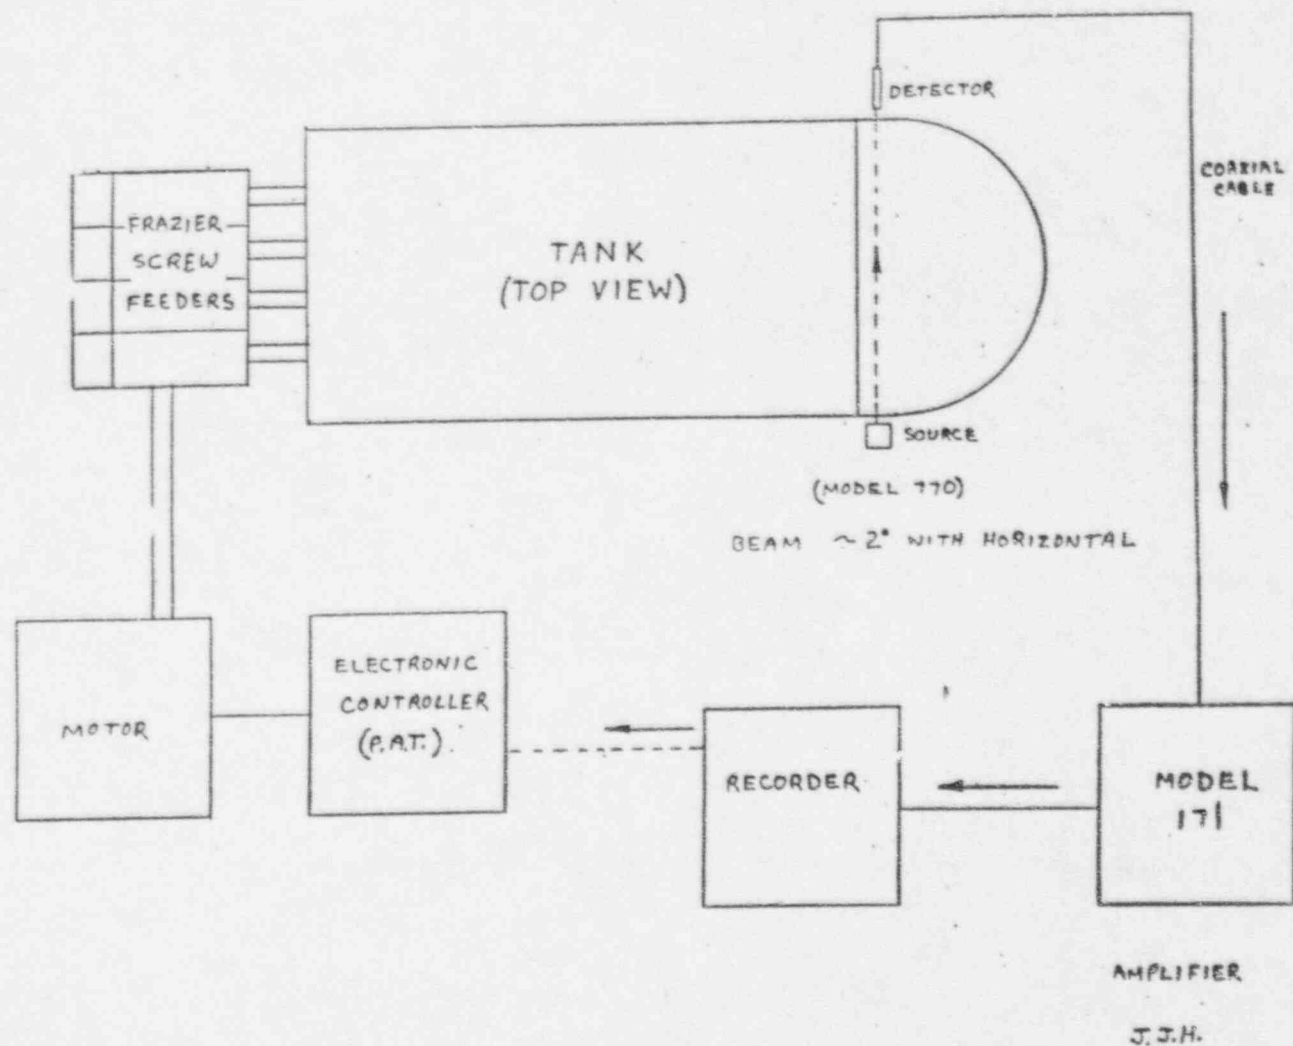 DETECTOR
COAXIAL
CABLE
FRAZIER
SCREW
FEEDERS
TANK
(TOP VIEW)
SOURCE
(MODEL 770)
BEAM ~ 2° WITH HORIZONTAL
MOTOR
ELECTRONIC
CONTROLLER
(P.A.T.)
RECORDER
MODEL
171
AMPLIFIER
J.J.H.